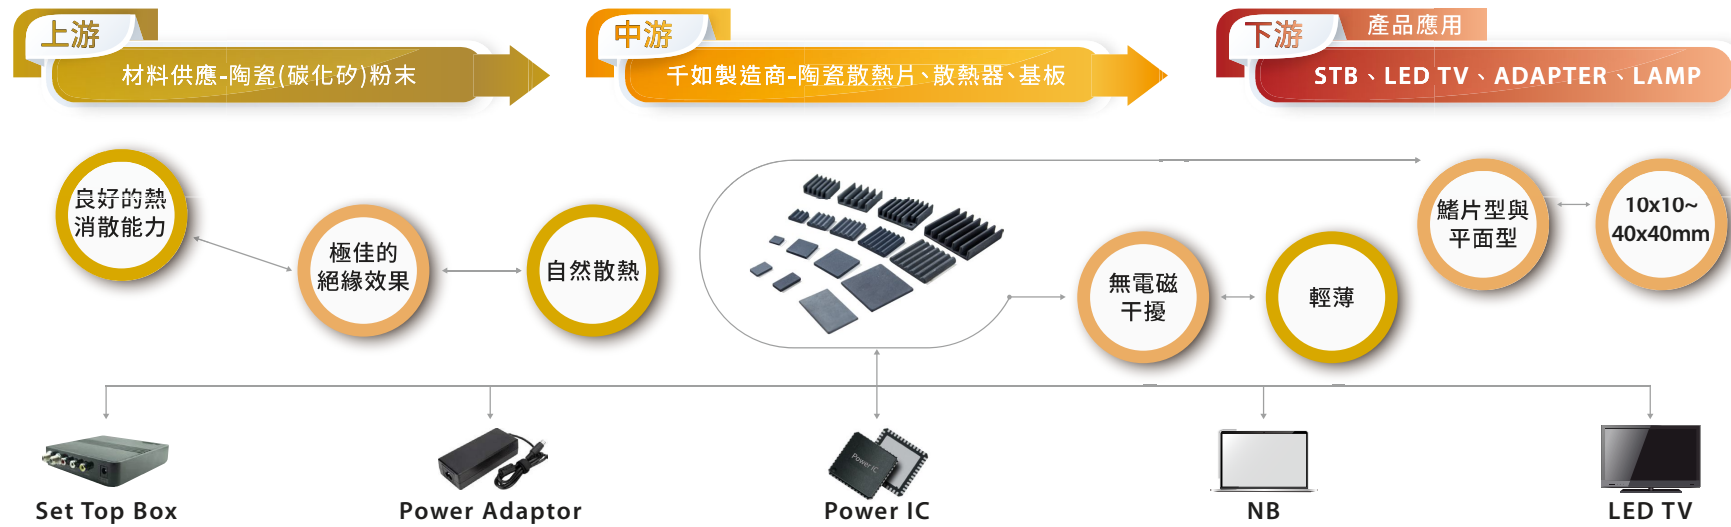 上游
材料供應-陶瓷(碳化矽)粉末
中游
千如製造商-陶瓷散熱片、散熱器、基板
下游
產品應用
STB、LED TV、ADAPTER、LAMP
良好的熱
消散能力
極佳的
絕緣效果
自然散熱
無電磁
干擾
輕薄
鰭片型與
平面型
10x10~
40x40mm
Power IC
Set Top Box
Power Adaptor
Power IC
NB
LED TV